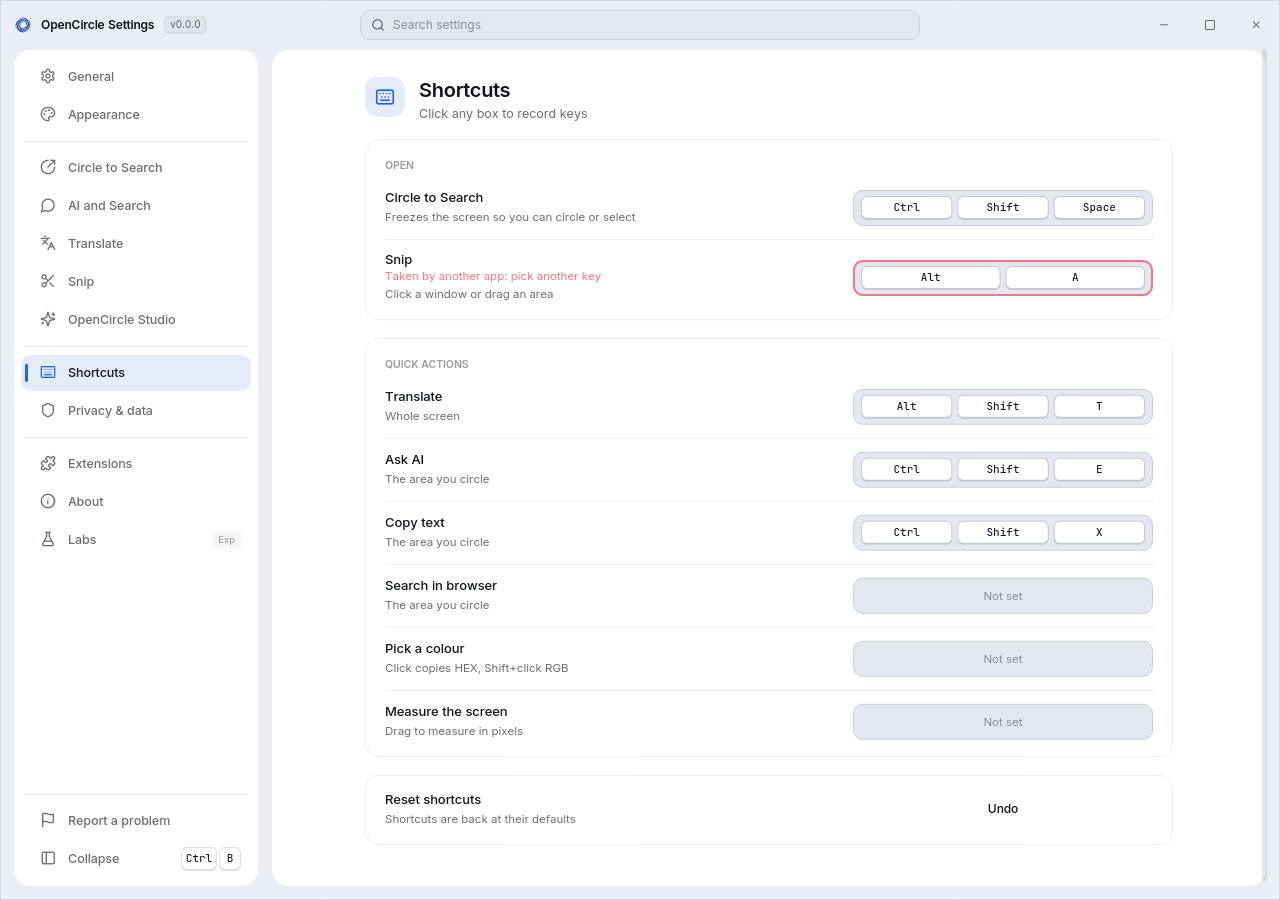 OpenCircle Settings
v0.0.0
Search settings
General
Appearance
Circle to Search
AI and Search
Translate
Snip
OpenCircle Studio
Shortcuts
Privacy & data
Extensions
About
Labs
Exp
Report a problem
Collapse
Ctrl B
Shortcuts
Click any box to record keys
OPEN
Circle to Search
Freezes the screen so you can circle or select
Ctrl Shift Space
Snip
Taken by another app: pick another key
Click a window or drag an area
Alt A
QUICK ACTIONS
Translate
Whole screen
Alt Shift T
Ask AI
The area you circle
Ctrl Shift E
Copy text
The area you circle
Ctrl Shift X
Search in browser
The area you circle
Not set
Pick a colour
Click copies HEX, Shift+click RGB
Not set
Measure the screen
Drag to measure in pixels
Not set
Reset shortcuts
Shortcuts are back at their defaults
Undo